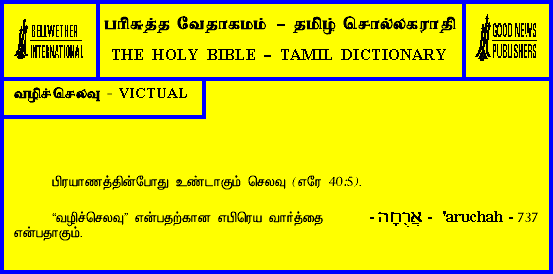 BELLWETHER
INTERNATIONAL
பரிசுத்த வேதாகமம் – தமிழ் சொல்லகராதி
THE HOLY BIBLE – TAMIL DICTIONARY
GOOD NEWS
PUBLISHERS
வழிச்செலவு - VICTUAL
பிரயாணத்தின்போது உண்டாகும் செலவு (எரே 40:5).
“வழிச்செலவு” என்பதற்கான எபிரெய வார்த்தை - אֲרֻחָה - 'aruchah - 737
என்பதாகும்.